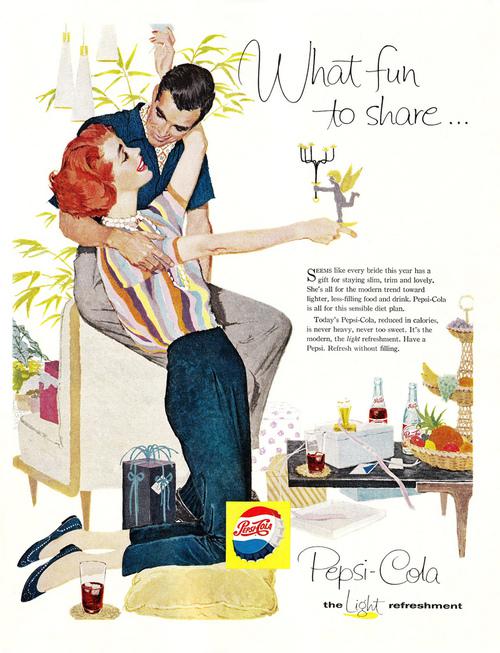 What fun
to share...
SEEMS like every bride this year has a
gift for staying slim, trim and lovely.
She's all for the modern trend toward
lighter, less-filling food and drink. Pepsi-Cola
is all for this sensible diet plan.
Today's Pepsi-Cola, reduced in calories,
is never heavy, never too sweet. It's the
modern, the light refreshment. Have a
Pepsi. Refresh without filling.
PEPSI-COLA
Pepsi-Cola
the Light refreshment